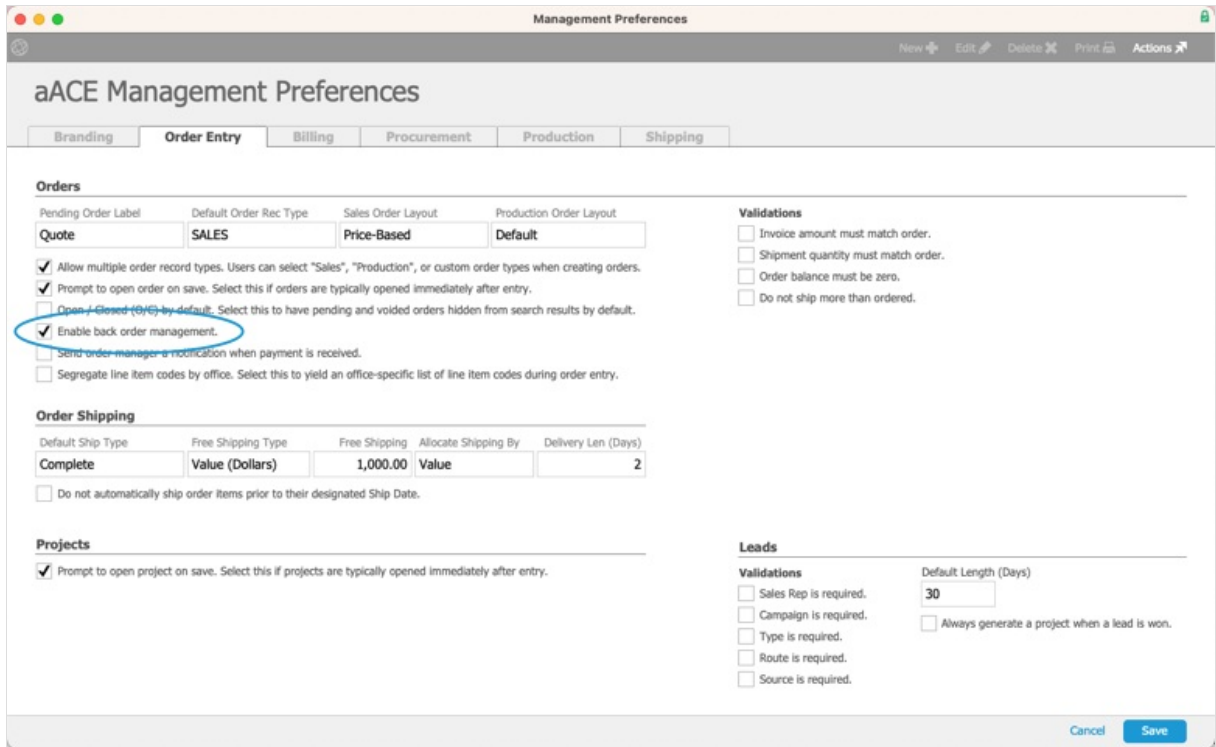 Management Preferences
New Edit Delete Print Actions
aACE Management Preferences
Branding Order Entry Billing Procurement Production Shipping
Orders
Pending Order Label Default Order Rec Type Sales Order Layout Production Order Layout
Quote SALES Price-Based Default
Allow multiple order record types. Users can select "Sales", "Production", or custom order types when creating orders.
Prompt to open order on save. Select this if orders are typically opened immediately after entry.
Open / Closed (O/C) by default. Select this to have pending and voided orders hidden from search results by default.
Enable back order management.
Send order manager a notification when payment is received.
Segregate line item codes by office. Select this to yield an office-specific list of line item codes during order entry.
Validations
Invoice amount must match order.
Shipment quantity must match order.
Order balance must be zero.
Do not ship more than ordered.
Order Shipping
Default Ship Type Free Shipping Type Free Shipping Allocate Shipping By Delivery Len (Days)
Complete Value (Dollars) 1,000.00 Value 2
Do not automatically ship order items prior to their designated Ship Date.
Projects
Prompt to open project on save. Select this if projects are typically opened immediately after entry.
Leads
Validations
Sales Rep is required.
Campaign is required.
Type is required.
Route is required.
Source is required.
Default Length (Days)
30
Always generate a project when a lead is won.
Cancel Save